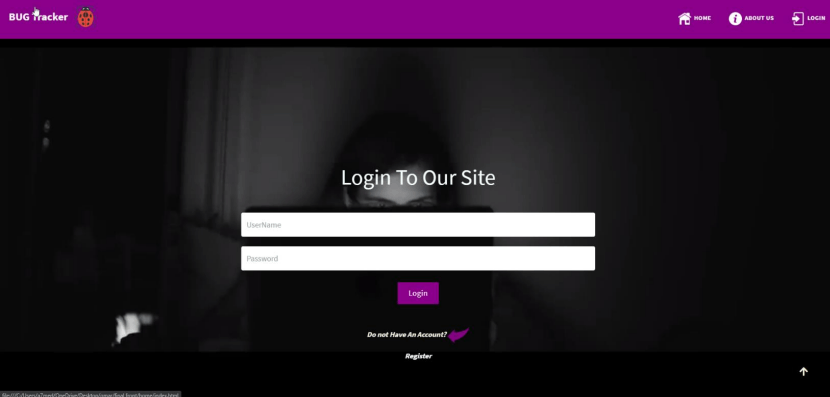 BUG Tracker
HOME
ABOUT US
LOGIN
Login To Our Site
UserName
Password
Login
Do not Have An Account?
Register